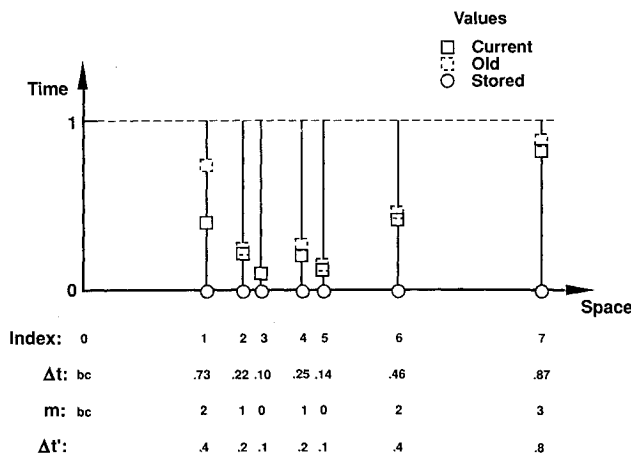 Values
Current
Old
Stored
Time
1
0
Space
Index: 0 1 2 3 4 5 6 7
Δt: bc .73 .22 .10 .25 .14 .46 .87
m: bc 2 1 0 1 0 2 3
Δt': .4 .2 .1 .2 .1 .4 .8